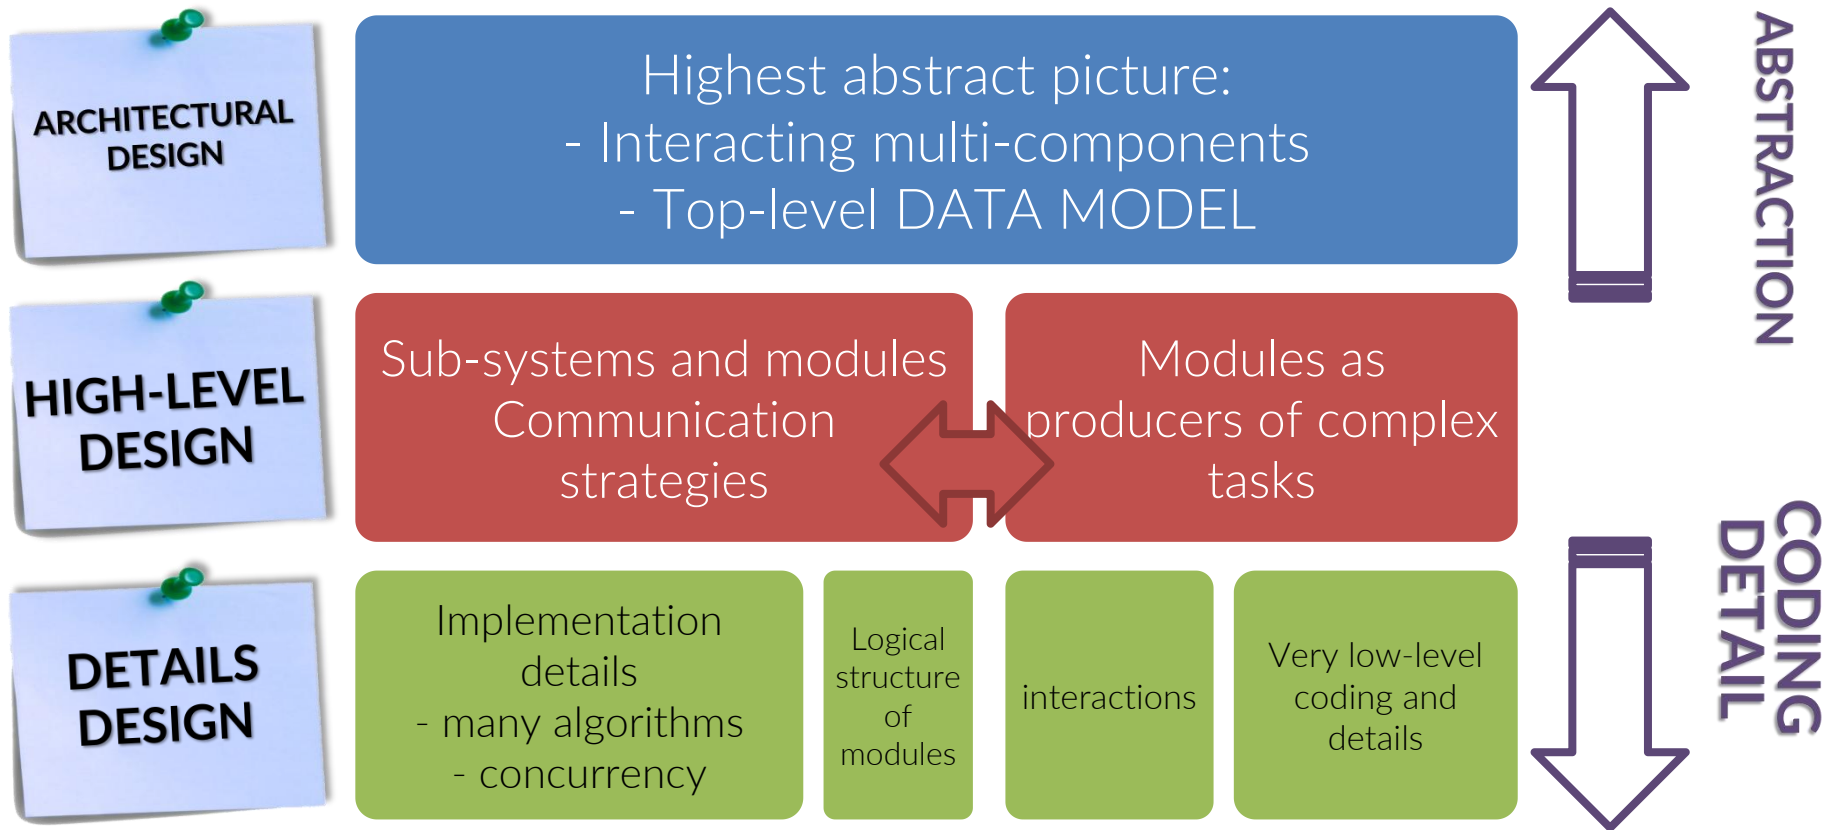 ARCHITECTURAL
DESIGN
Highest abstract picture:
- Interacting multi-components
- Top-level DATA MODEL
ABSTRACTION
HIGH-LEVEL
DESIGN
Sub-systems and modules
Communication
strategies
Modules as
producers of complex
tasks
DETAILS
DESIGN
Implementation
details
- many algorithms
- concurrency
Logical
structure
of
modules
interactions
Very low-level
coding and
details
CODING
DETAIL